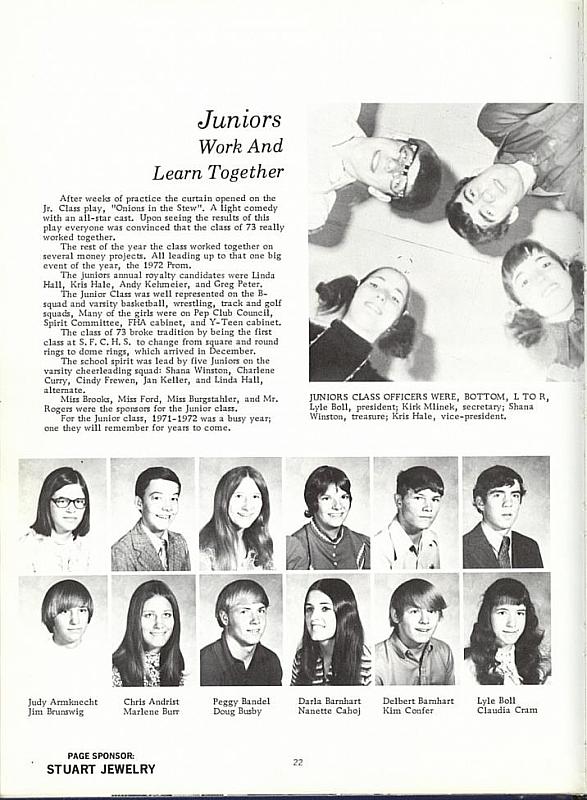 Juniors
Work And
Learn Together
After weeks of practice the curtain opened on the
Jr. Class play, "Onions in the Stew". A light comedy
with an all-star cast. Upon seeing the results of this
play everyone was convinced that the class of 73 really
worked together.
The rest of the year the class worked together on
several money projects. All leading up to that one big
event of the year, the 1972 Prom.
The Juniors annual royalty candidates were Linda
Hall, Kris Hale, Andy Kehmeier, and Greg Peter.
The Junior Class was well represented on the B-
squad and varsity basketball, wrestling, track and golf
squads, Many of the girls were on Pep Club Council,
Spirit Committee, FHA cabinet, and Y-Teen cabinet.
The class of 73 broke tradition by being the first
class at S. F. C. H. S. to change from square and round
rings to dome rings, which arrived in December.
The school spirit was lead by five Juniors on the
varsity cheerleading squad: Shana Winston, Charlene
Curry, Cindy Frewen, Jan Keller, and Linda Hall,
alternate.
Miss Brooks, Miss Ford, Miss Burgstahler, and Mr.
Rogers were the sponsors for the Junior class.
For the Junior class, 1971-1972 was a busy year;
one they will remember for years to come.
JUNIORS CLASS OFFICERS WERE, BOTTOM, L TO R,
Lyle Boll, president; Kirk Mlinek, secretary; Shana
Winston, treasure; Kris Hale, vice-president.
Judy Armknecht
Jim Brunswig
Chris Andrist
Marlene Burr
Peggy Bandel
Doug Busby
Darla Barnhart
Nanette Cahoj
Delbert Barnhart
Kim Confer
Lyle Boll
Claudia Cram
PAGE SPONSOR:
STUART JEWELRY
22